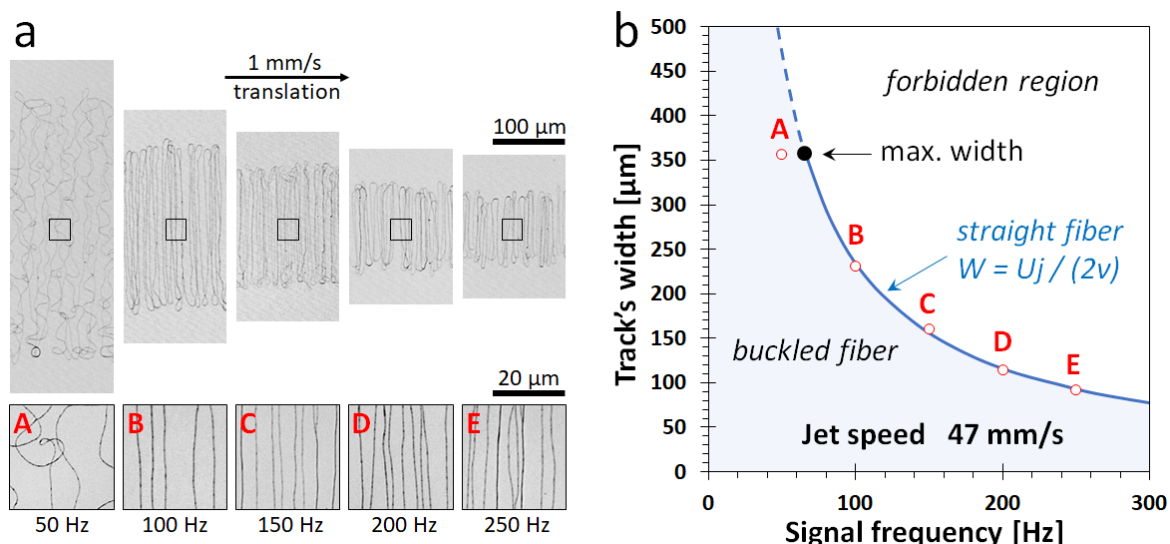 a
1 mm/s
translation
100 µm
20 µm
A
B
C
D
E
50 Hz
100 Hz
150 Hz
200 Hz
250 Hz
b
Track's width [µm]
500
450
400
350
300
250
200
150
100
50
0
forbidden region
A
max. width
B
straight fiber
W = Uj / (2v)
C
D
E
buckled fiber
Jet speed 47 mm/s
0
100
200
300
Signal frequency [Hz]